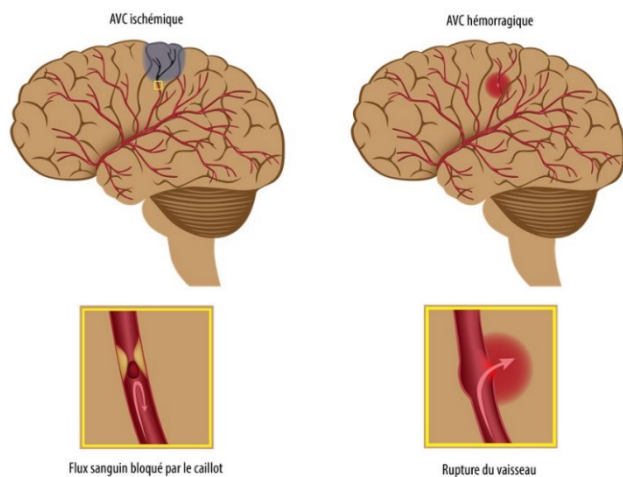 AVC ischémique
AVC hémorragique
Flux sanguin bloqué par le caillot
Rupture du vaisseau